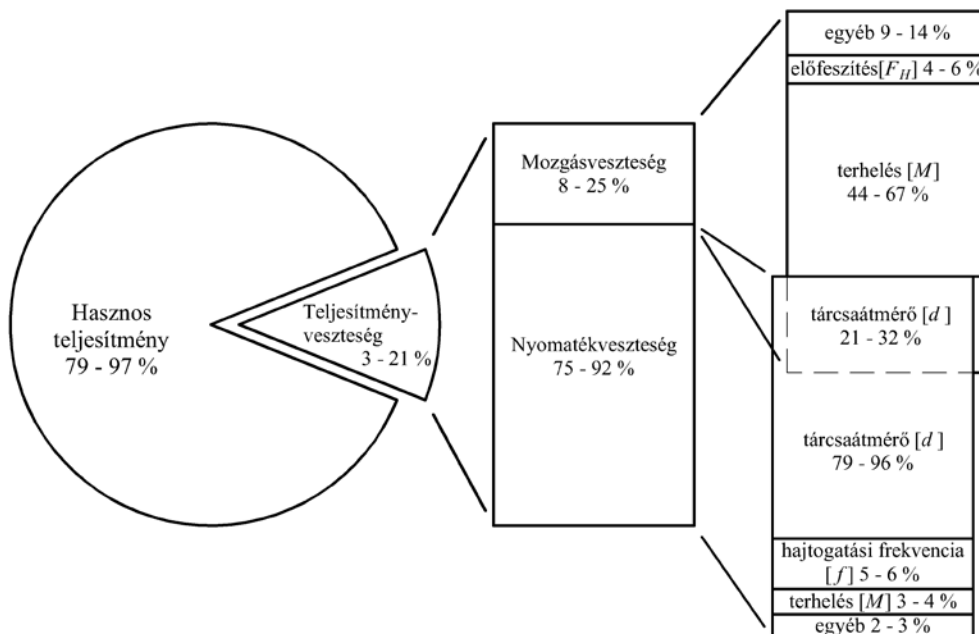 Hasznos
teljesítmény
79 - 97 %
Teljesítmény-
veszteség
3 - 21 %
Mozgásveszteség
8 - 25 %
Nyomatékveszteség
75 - 92 %
egyéb 9 - 14 %
előfeszítés[F_H] 4 - 6 %
terhelés [M]
44 - 67 %
tárcsaátmérő [d ]
21 - 32 %
tárcsaátmérő [d ]
79 - 96 %
hajtogatási frekvencia
[f] 5 - 6 %
terhelés [M] 3 - 4 %
egyéb 2 - 3 %